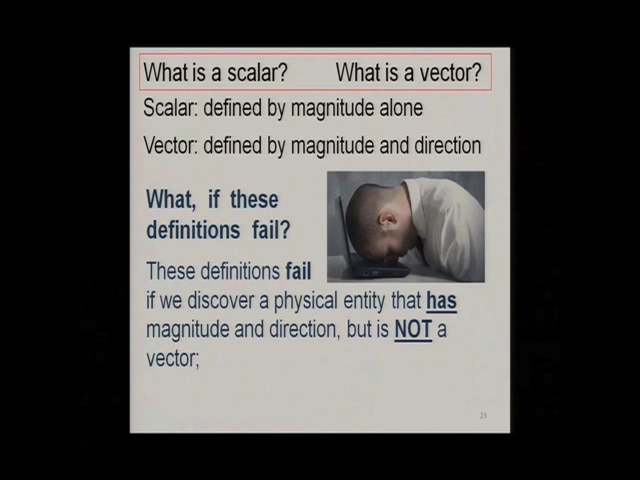 What is a scalar? What is a vector?
Scalar: defined by magnitude alone
Vector: defined by magnitude and direction
What, if these
definitions fail?
These definitions fail
if we discover a physical entity that has
magnitude and direction, but is NOT a
vector;
23